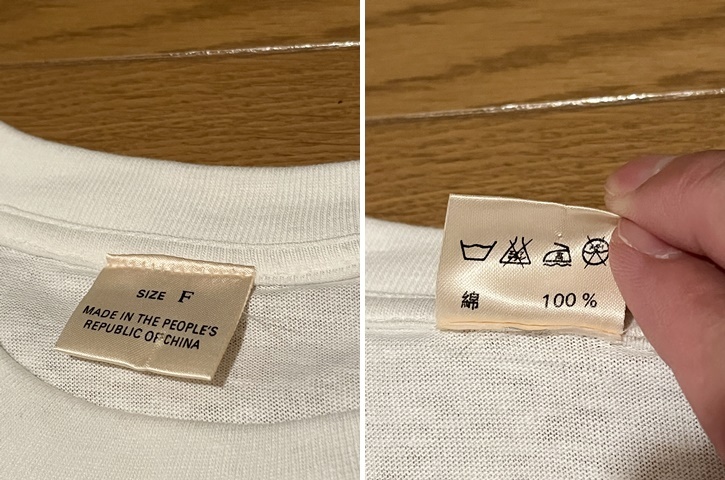 SIZE F
MADE IN THE PEOPLE'S
REPUBLIC OF CHINA
綿 100%